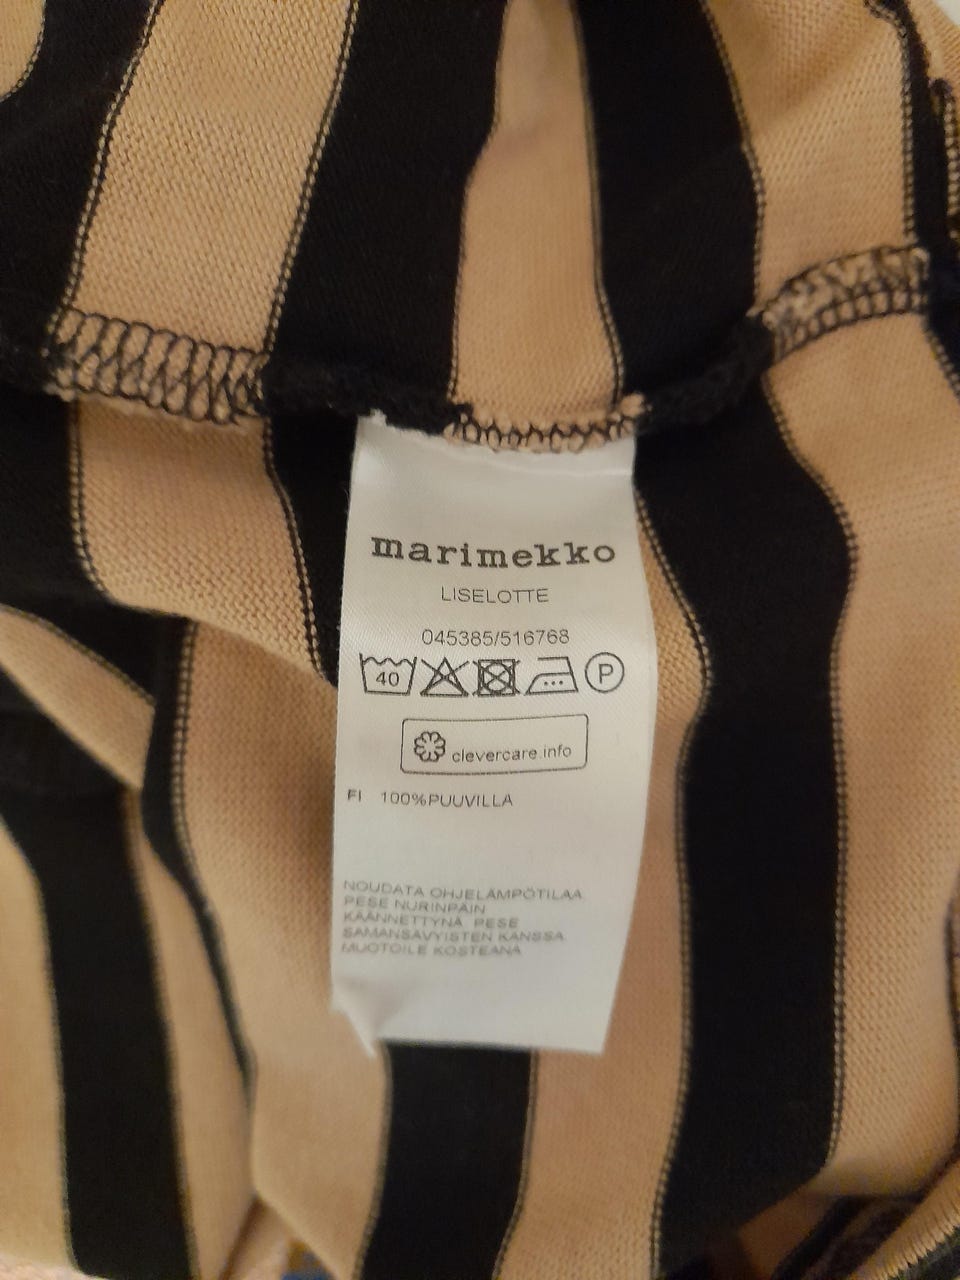 marimekko
LISELOTTE
045385/516768
40 P
clevercare.info
FI 100%PUUVILLA
NOUDATA OHJELÄMPÖTILAA
PESE NURINPÄIN
KÄÄNNETTYNÄ PESE
SAMANSÄVYISTEN KANSSA
MUOTOILE KOSTEANA